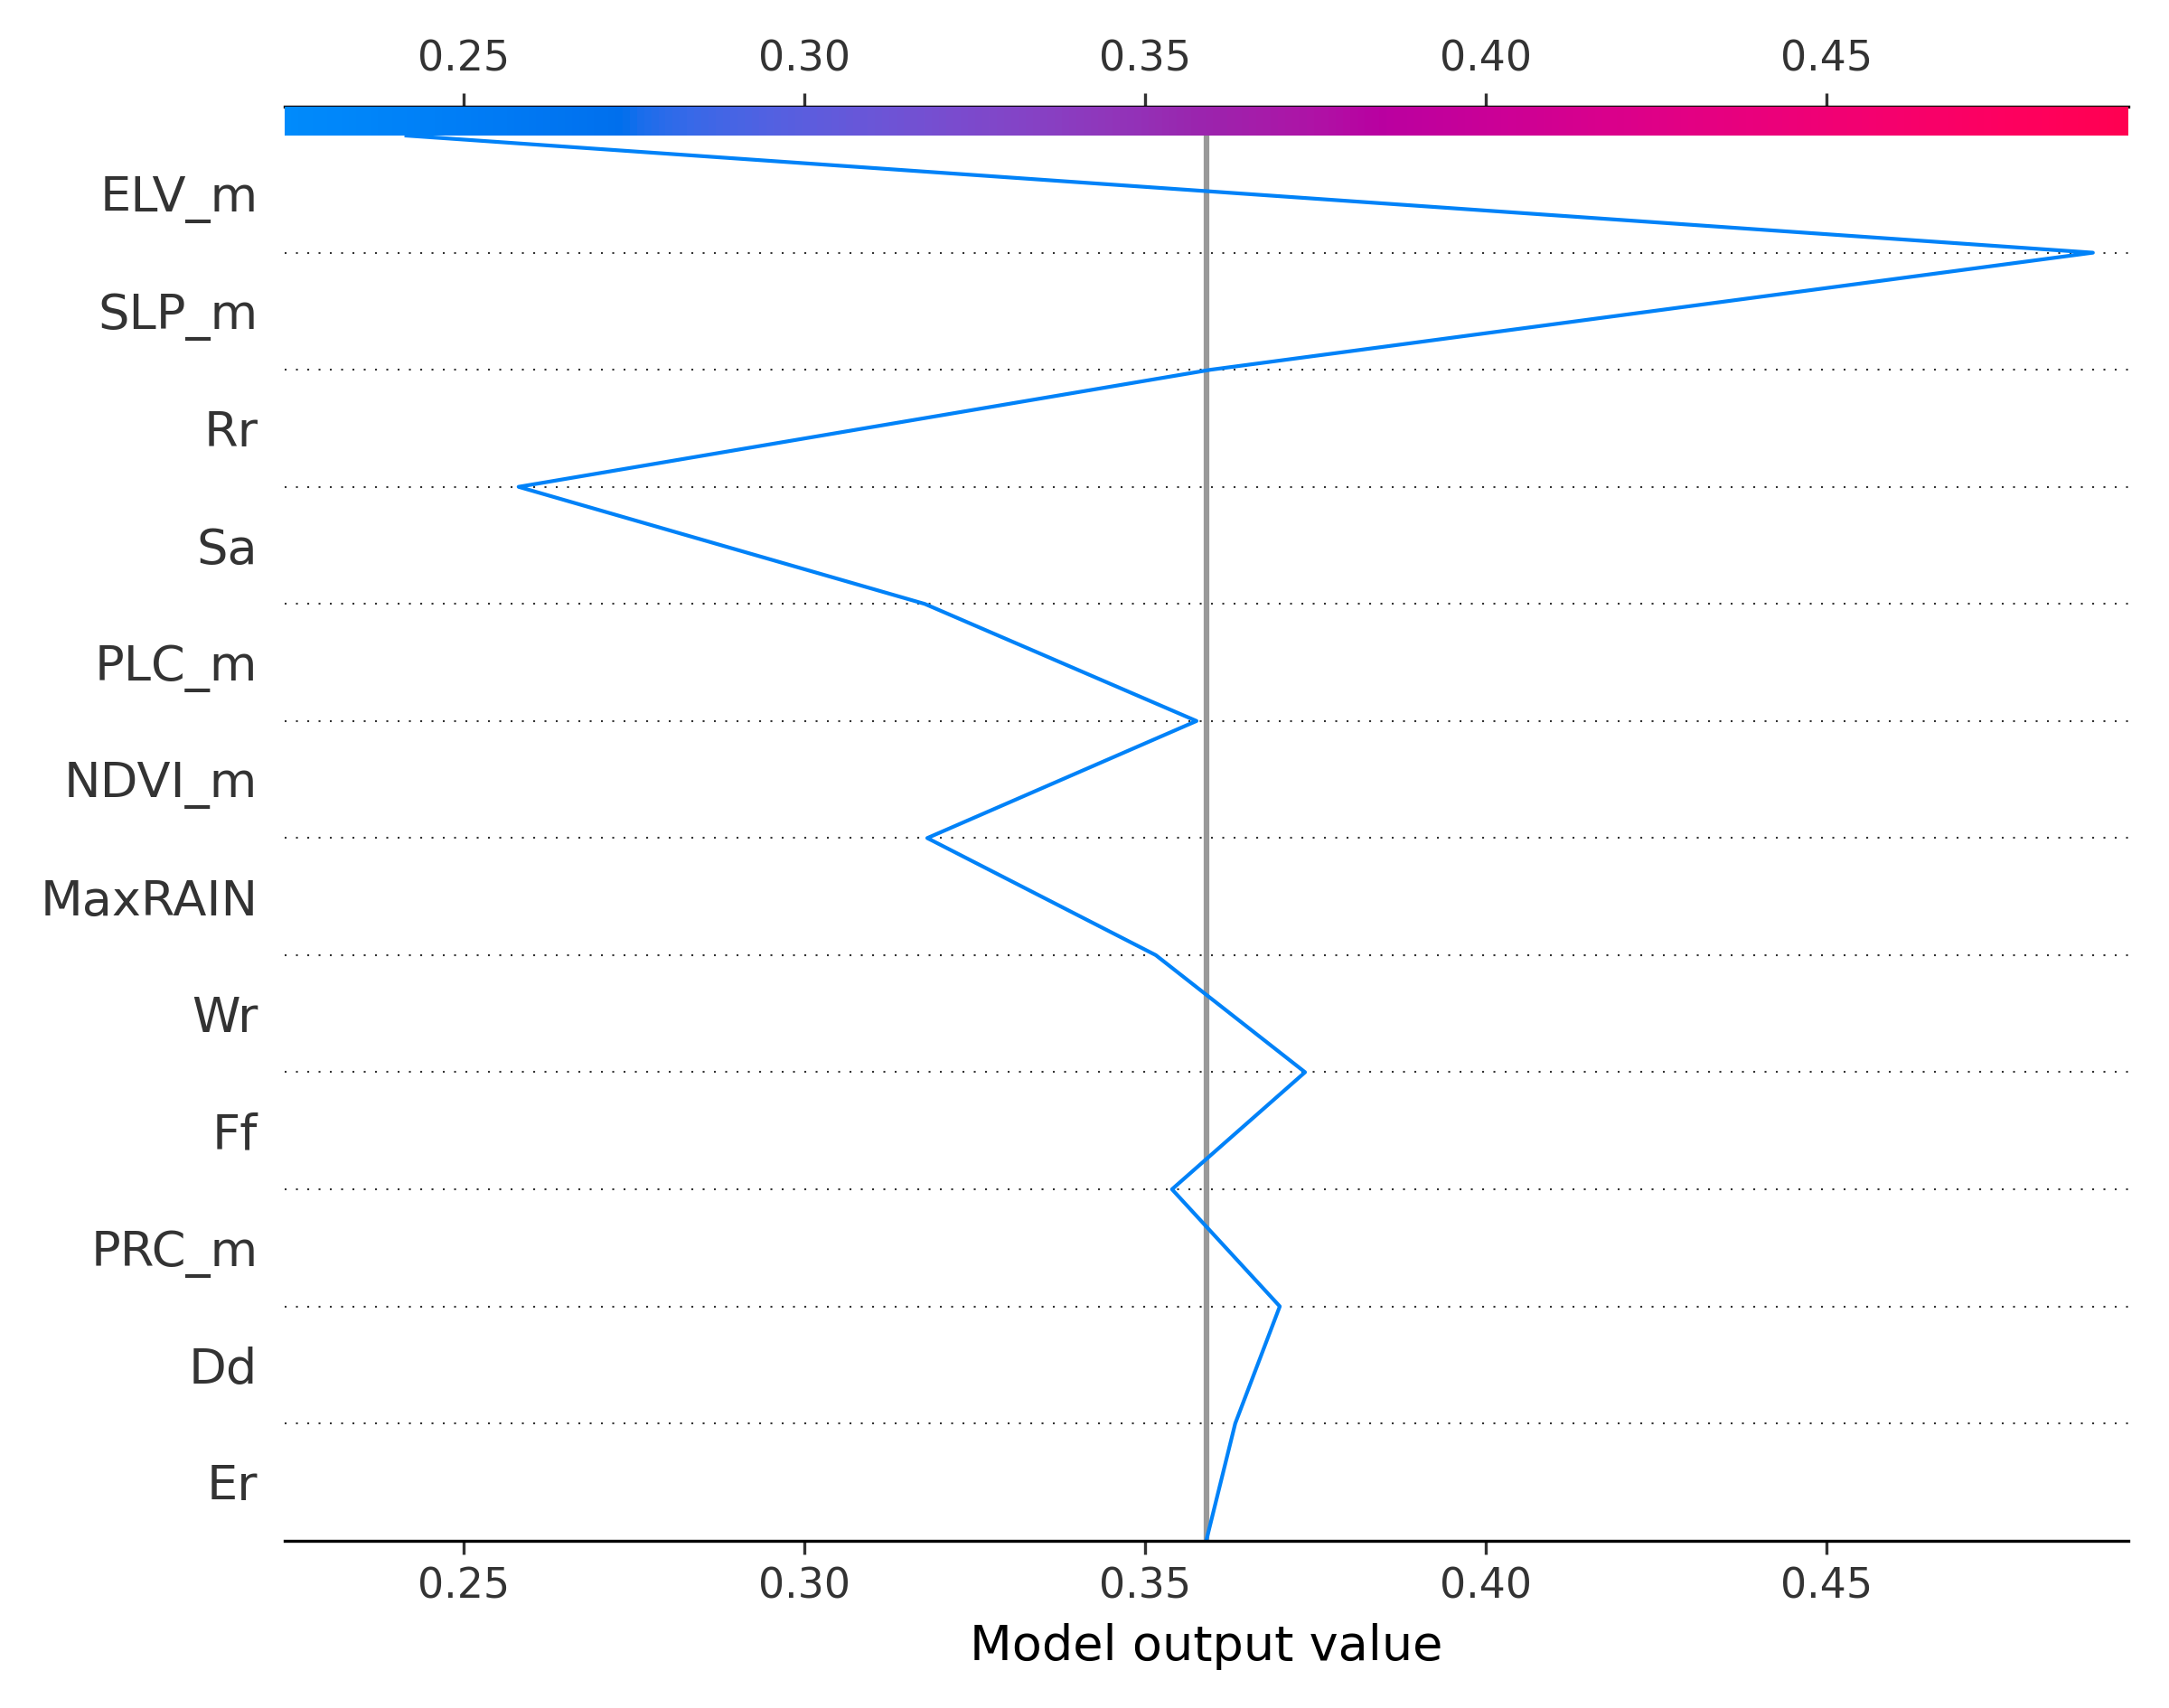 0.25 0.30 0.35 0.40 0.45
ELV_m
SLP_m
Rr
Sa
PLC_m
NDVI_m
MaxRAIN
Wr
Ff
PRC_m
Dd
Er
0.25 0.30 0.35 0.40 0.45
Model output value